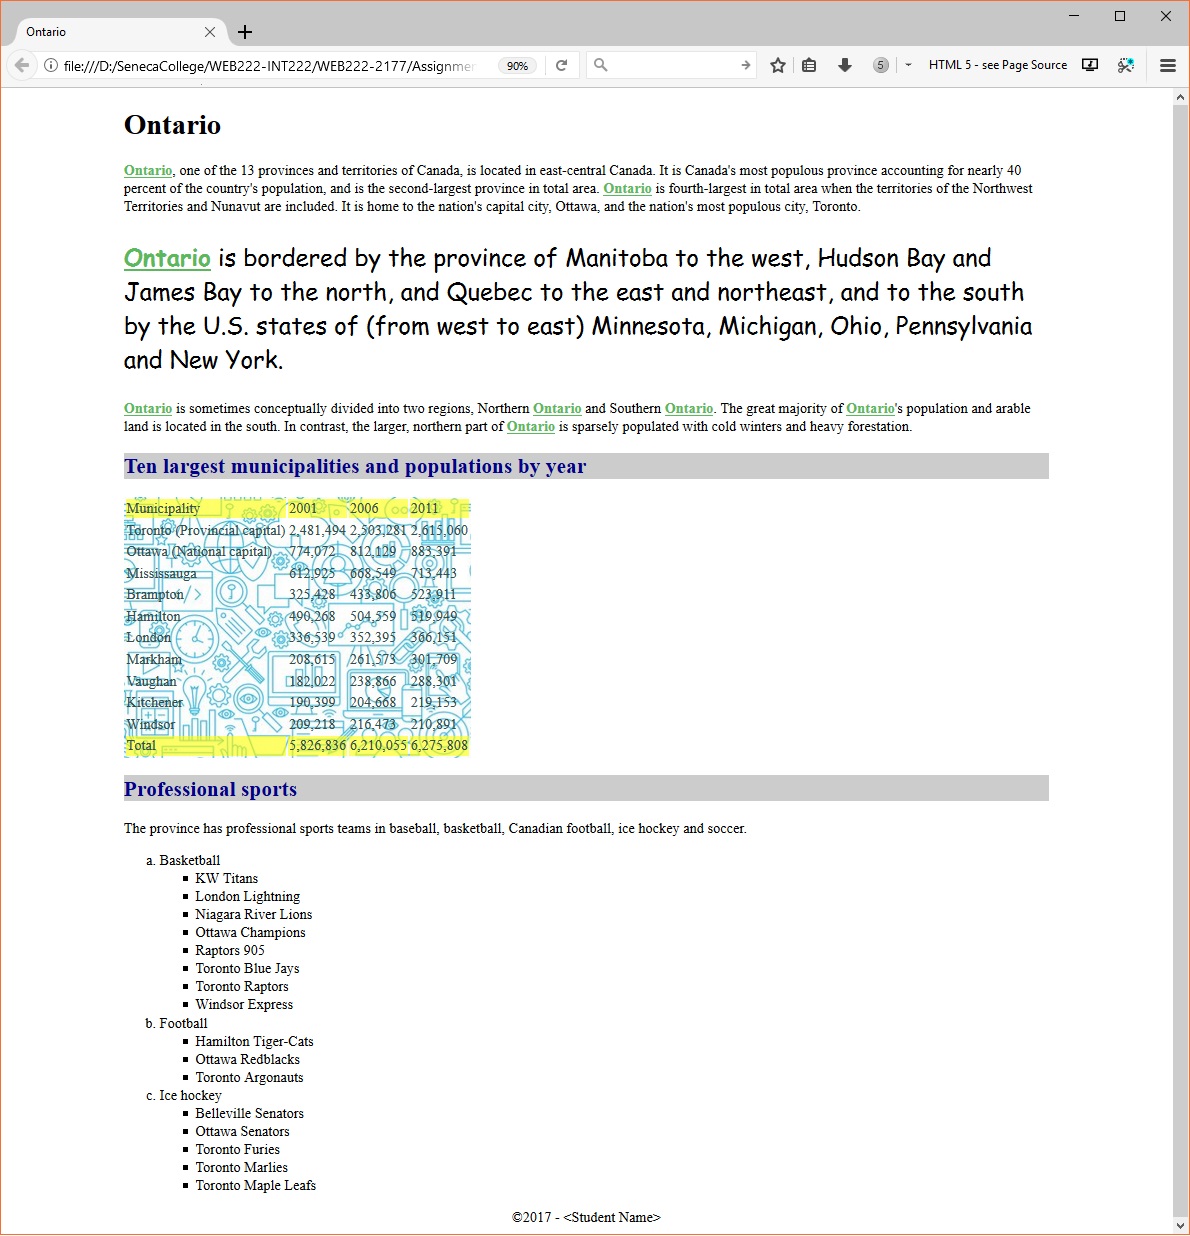 Ontario
file:///D:/SenecaCollege/WEB222-INT222/WEB222-2177/Assignmen
90%
5
HTML 5 - see Page Source
Ontario
Ontario, one of the 13 provinces and territories of Canada, is located in east-central Canada. It is Canada's most populous province accounting for nearly 40
percent of the country's population, and is the second-largest province in total area. Ontario is fourth-largest in total area when the territories of the Northwest
Territories and Nunavut are included. It is home to the nation's capital city, Ottawa, and the nation's most populous city, Toronto.
Ontario is bordered by the province of Manitoba to the west, Hudson Bay and
James Bay to the north, and Quebec to the east and northeast, and to the south
by the U.S. states of (from west to east) Minnesota, Michigan, Ohio, Pennsylvania
and New York.
Ontario is sometimes conceptually divided into two regions, Northern Ontario and Southern Ontario. The great majority of Ontario's population and arable
land is located in the south. In contrast, the larger, northern part of Ontario is sparsely populated with cold winters and heavy forestation.
Ten largest municipalities and populations by year
Municipality 2001 2006 2011
Toronto (Provincial capital) 2,481,494 2,503,281 2,615,060
Ottawa (National capital) 774,072 812,129 883,391
Mississauga 612,925 668,549 713,443
Brampton 325,428 433,806 523,911
Hamilton 490,268 504,559 519,949
London 336,539 352,395 366,151
Markham 208,615 261,573 301,709
Vaughan 182,022 238,866 288,301
Kitchener 190,399 204,668 219,153
Windsor 209,218 216,473 210,891
Total 5,826,836 6,210,055 6,275,808
Professional sports
The province has professional sports teams in baseball, basketball, Canadian football, ice hockey and soccer.
a. Basketball
KW Titans
London Lightning
Niagara River Lions
Ottawa Champions
Raptors 905
Toronto Blue Jays
Toronto Raptors
Windsor Express
b. Football
Hamilton Tiger-Cats
Ottawa Redblacks
Toronto Argonauts
c. Ice hockey
Belleville Senators
Ottawa Senators
Toronto Furies
Toronto Marlies
Toronto Maple Leafs
©2017 - <Student Name>